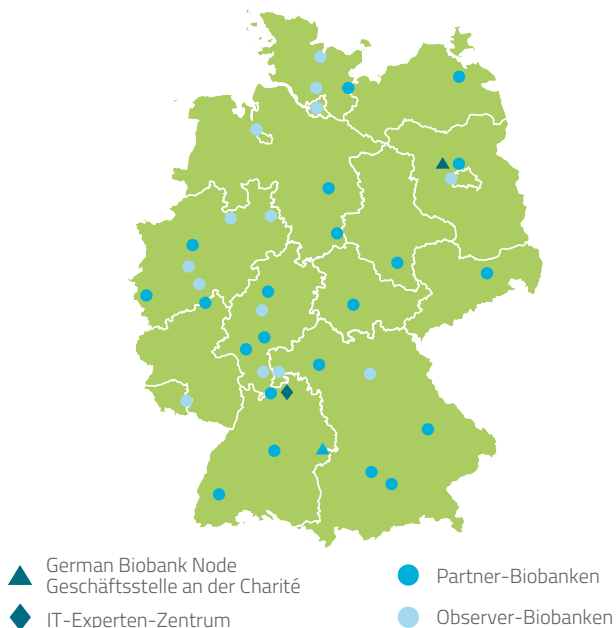 German Biobank Node
Geschäftsstelle an der Charité
IT-Experten-Zentrum
Partner-Biobanken
Observer-Biobanken